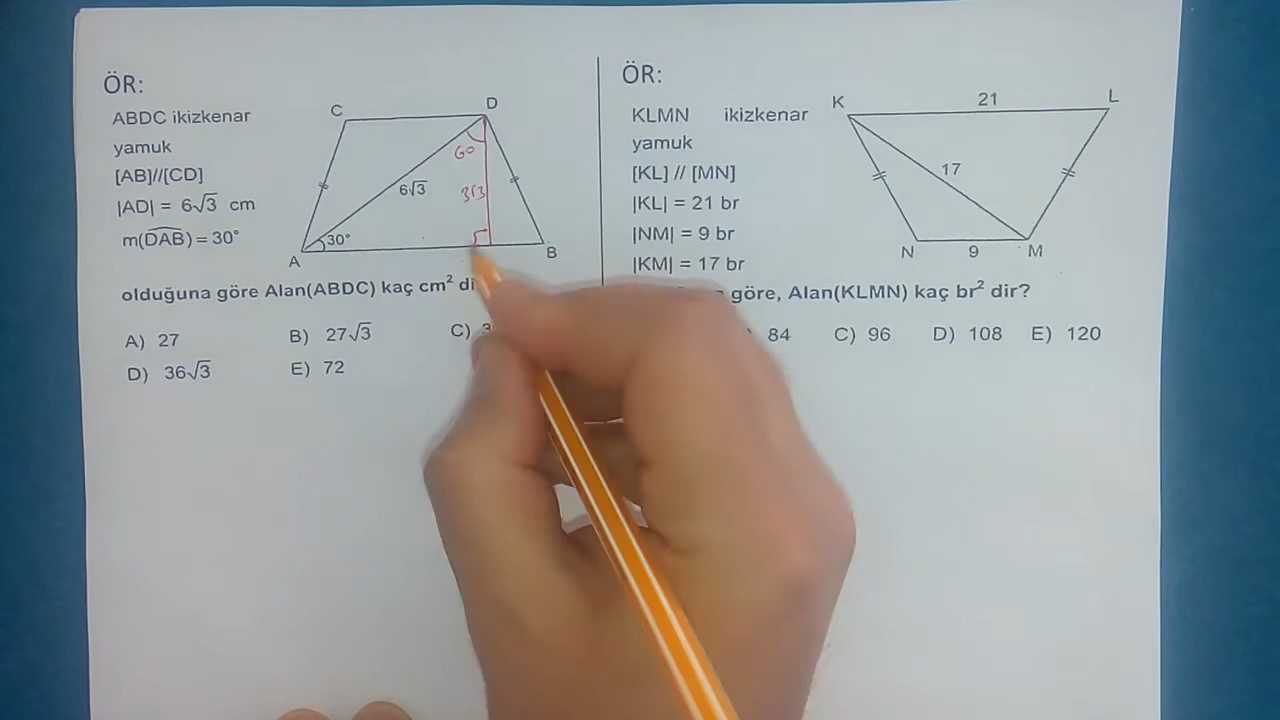 ÖR:
ABDC ikizkenar
yamuk
[AB]//[CD]
|AD| = 6√3 cm
m(DAB) = 30°
C
D
60
3√3
6√3
30°
A
B
olduğuna göre Alan(ABDC) kaç cm² di
A) 27
B) 27√3
C) 3
D) 36√3
E) 72
ÖR:
KLMN ikizkenar
yamuk
[KL] // [MN]
|KL| = 21 br
|NM| = 9 br
|KM| = 17 br
K
21
L
17
N
9
M
göre, Alan(KLMN) kaç br² dir?
) 84
C) 96
D) 108
E) 120